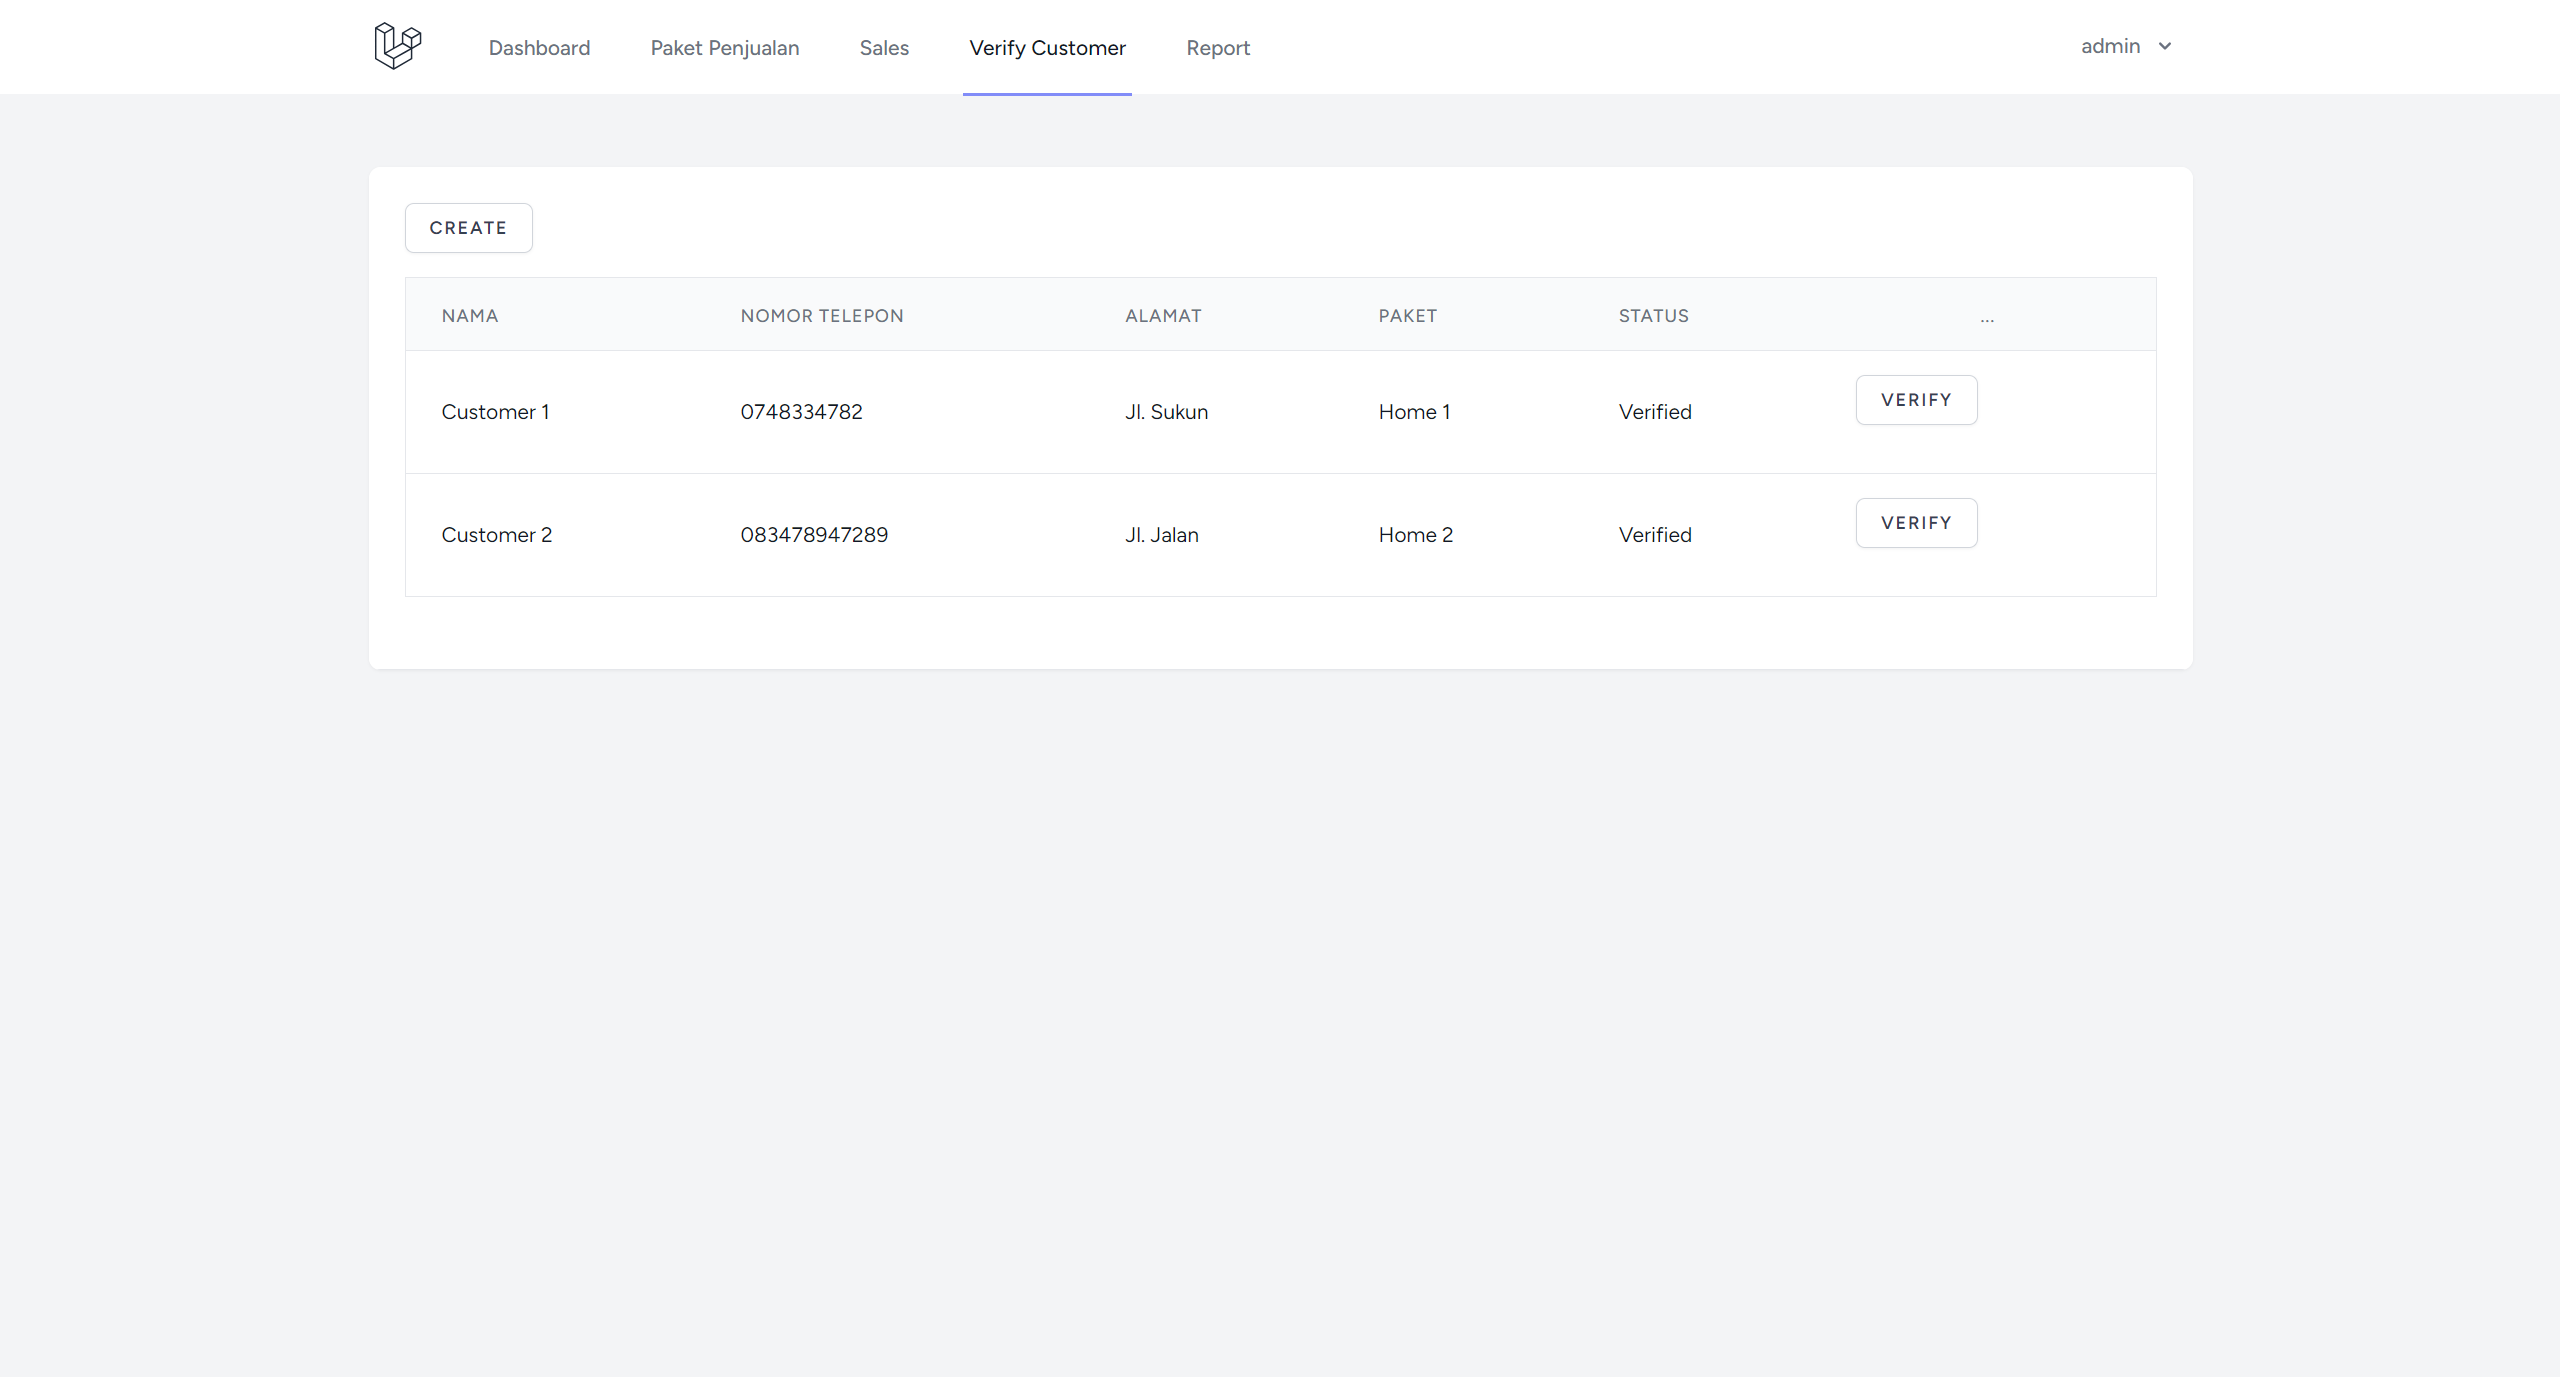 Dashboard Paket Penjualan Sales Verify Customer Report admin
CREATE
NAMA NOMOR TELEPON ALAMAT PAKET STATUS ...
Customer 1 0748334782 Jl. Sukun Home 1 Verified VERIFY
Customer 2 083478947289 Jl. Jalan Home 2 Verified VERIFY